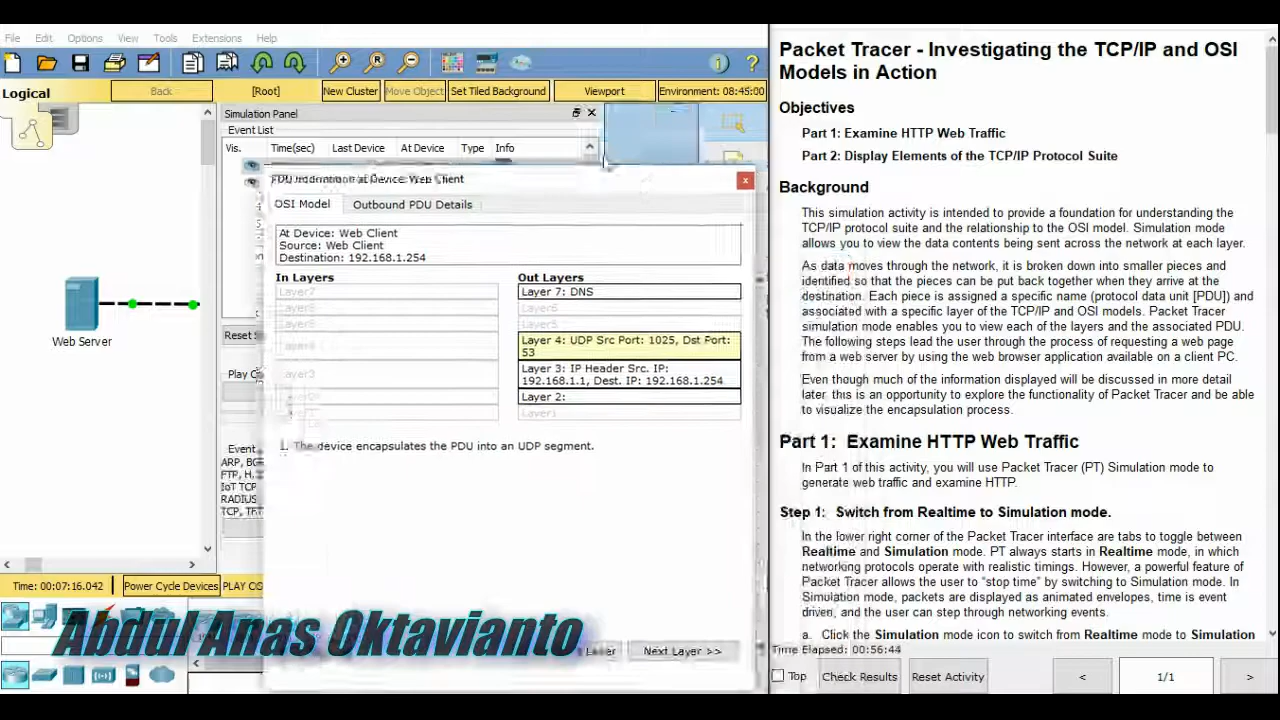 File Edit Options View Tools Extensions Help
Logical
Back
[Root]
New Cluster
Move Object
Set Tiled Background
Viewport
Environment: 08:45:00
Simulation Panel
Event List
Vis. Time(sec) Last Device At Device Type Info
at Device: Web Client
OSI Model
Outbound PDU Details
At Device: Web Client
Source: Web Client
Destination: 192.168.1.254
In Layers
Out Layers
Layer7
Layer 7: DNS
Layer6
Layer6
Layer5
Layer5
Layer4
Layer 4: UDP Src Port: 1025, Dst Port: 53
Layer3
Layer 3: IP Header Src. IP: 192.168.1.1, Dest. IP: 192.168.1.254
Layer 2:
Layer1
The device encapsulates the PDU into an UDP segment.
Web Server
Reset S
Play Co
Event
ARP, BG
FTP, H
IoT TCP
RADIUS
TCP, TFT
Time: 00:07:16.042
Power Cycle Devices
PLAY CO
Layer
Next Layer >>
Abdul Anas Oktavianto
Packet Tracer - Investigating the TCP/IP and OSI
Models in Action
Objectives
Part 1: Examine HTTP Web Traffic
Part 2: Display Elements of the TCP/IP Protocol Suite
Background
This simulation activity is intended to provide a foundation for understanding the
TCP/IP protocol suite and the relationship to the OSI model. Simulation mode
allows you to view the data contents being sent across the network at each layer.
As data moves through the network, it is broken down into smaller pieces and
identified so that the pieces can be put back together when they arrive at the
destination. Each piece is assigned a specific name (protocol data unit [PDU]) and
associated with a specific layer of the TCP/IP and OSI models. Packet Tracer
simulation mode enables you to view each of the layers and the associated PDU.
The following steps lead the user through the process of requesting a web page
from a web server by using the web browser application available on a client PC.
Even though much of the information displayed will be discussed in more detail
later, this is an opportunity to explore the functionality of Packet Tracer and be able
to visualize the encapsulation process.
Part 1: Examine HTTP Web Traffic
In Part 1 of this activity, you will use Packet Tracer (PT) Simulation mode to
generate web traffic and examine HTTP.
Step 1: Switch from Realtime to Simulation mode.
In the lower right corner of the Packet Tracer interface are tabs to toggle between
Realtime and Simulation mode. PT always starts in Realtime mode, in which
networking protocols operate with realistic timings. However, a powerful feature of
Packet Tracer allows the user to “stop time” by switching to Simulation mode. In
Simulation mode, packets are displayed as animated envelopes, time is event
driven, and the user can step through networking events.
a. Click the Simulation mode icon to switch from Realtime mode to Simulation
Time Elapsed: 00:56:44
Top
Check Results
Reset Activity
<
1/1
>